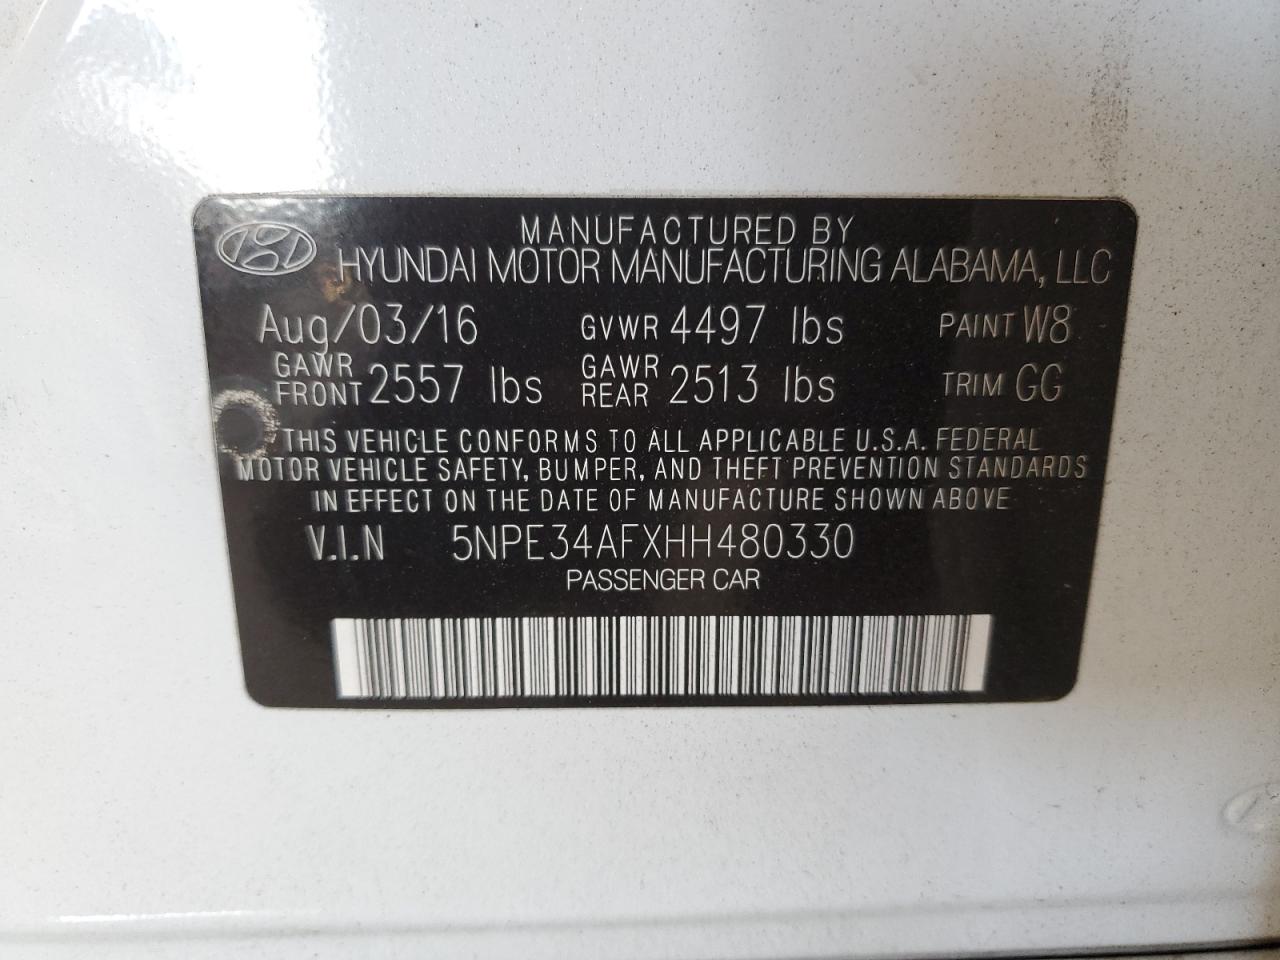 MANUFACTURED BY
HYUNDAI MOTOR MANUFACTURING ALABAMA, LLC
Aug/03/16 GVWR 4497 lbs PAINT W8
GAWR FRONT 2557 lbs GAWR REAR 2513 lbs TRIM GG
THIS VEHICLE CONFORMS TO ALL APPLICABLE U.S.A. FEDERAL
MOTOR VEHICLE SAFETY, BUMPER, AND THEFT PREVENTION STANDARDS
IN EFFECT ON THE DATE OF MANUFACTURE SHOWN ABOVE
V.I.N 5NPE34AFXHH480330
PASSENGER CAR